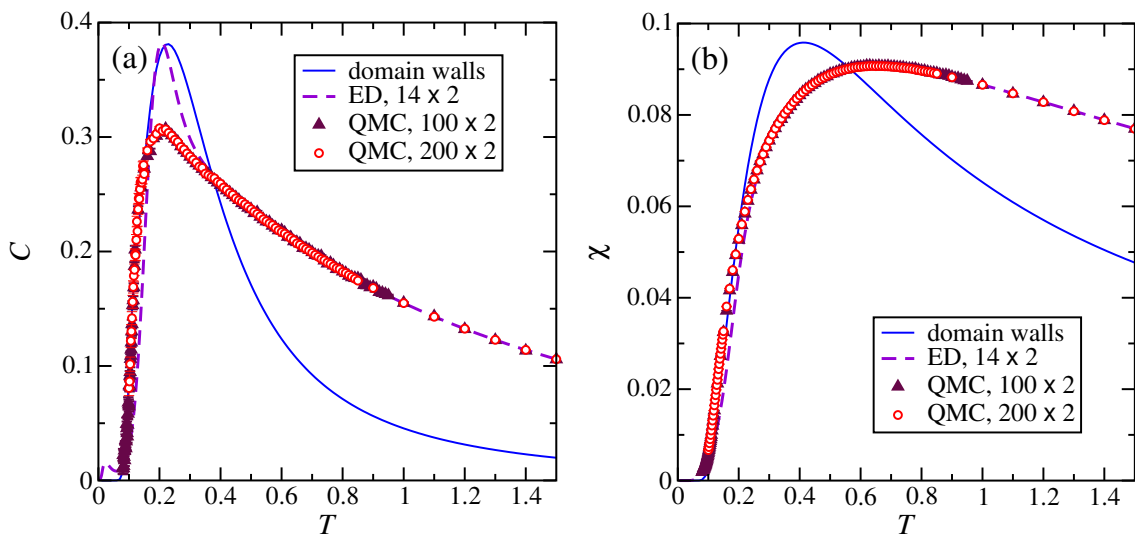 (a)
C
0.4
0.3
0.2
0.1
0
domain walls
ED, 14 x 2
QMC, 100 x 2
QMC, 200 x 2
0 0.2 0.4 0.6 0.8 1 1.2 1.4
T
(b)
χ
0.1
0.08
0.06
0.04
0.02
0
domain walls
ED, 14 x 2
QMC, 100 x 2
QMC, 200 x 2
0 0.2 0.4 0.6 0.8 1 1.2 1.4
T